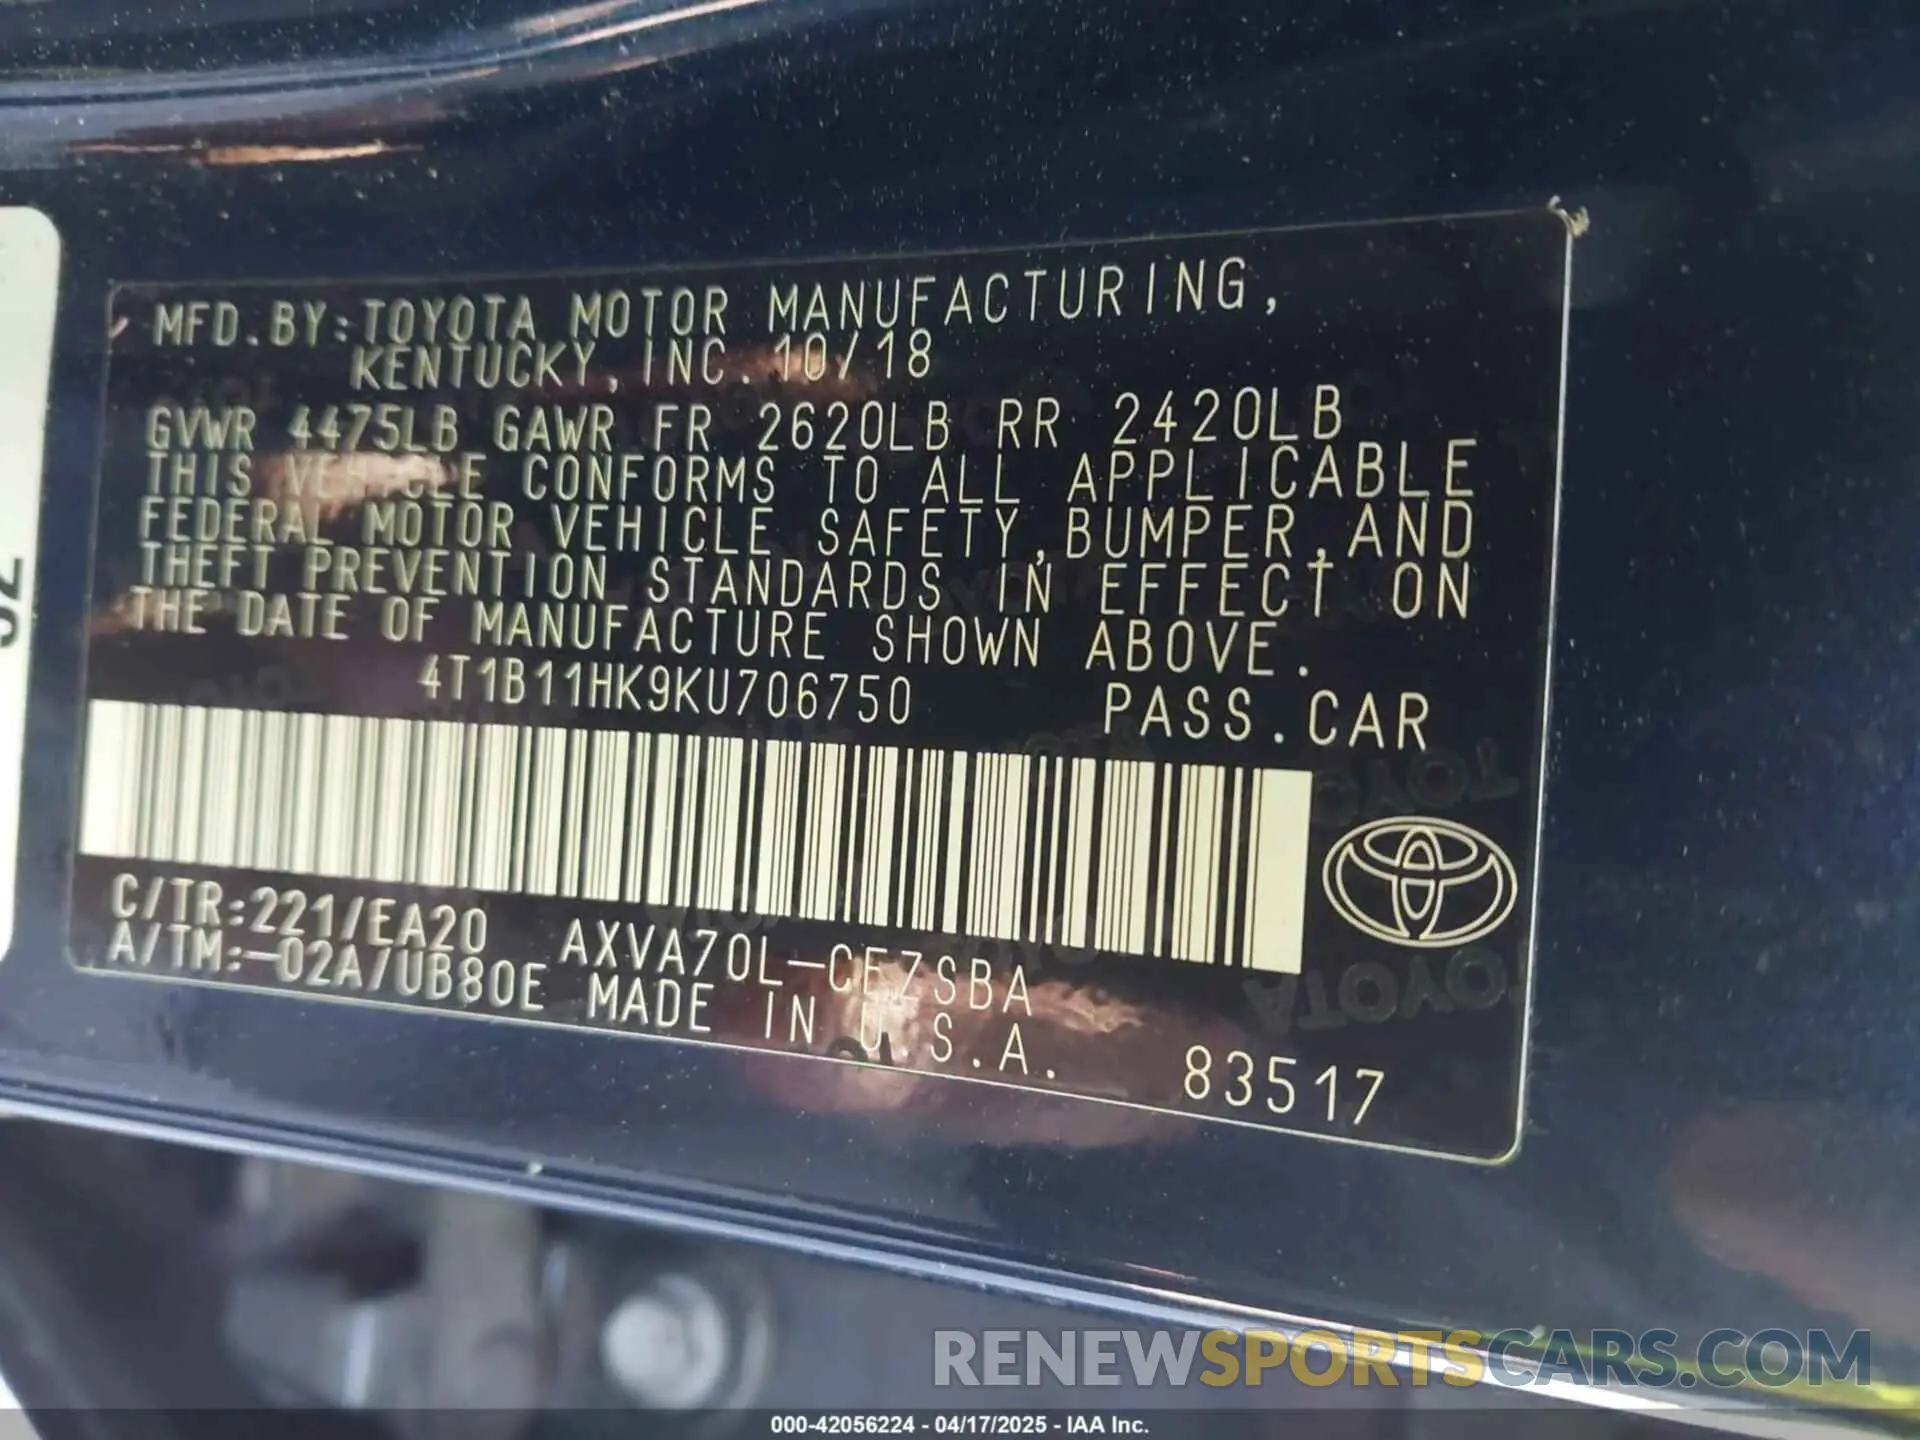 MFD.BY:TOYOTA MOTOR MANUFACTURING,
KENTUCKY, INC. 10/18
GVWR 4475LB GAWR FR 2620LB RR 2420LB
THIS VEHICLE CONFORMS TO ALL APPLICABLE
FEDERAL MOTOR VEHICLE SAFETY,BUMPER,AND
THEFT PREVENTION STANDARDS IN EFFECT ON
THE DATE OF MANUFACTURE SHOWN ABOVE.
4T1B11HK9KU706750 PASS.CAR
C/TR:221/EA20 AXVA70L-CEZSBA
A/TM:-02A/UB80E MADE IN U.S.A.
83517
TOYOTA
RENEWSPORTSCARS.COM
000-42056224 - 04/17/2025 - IAA Inc.